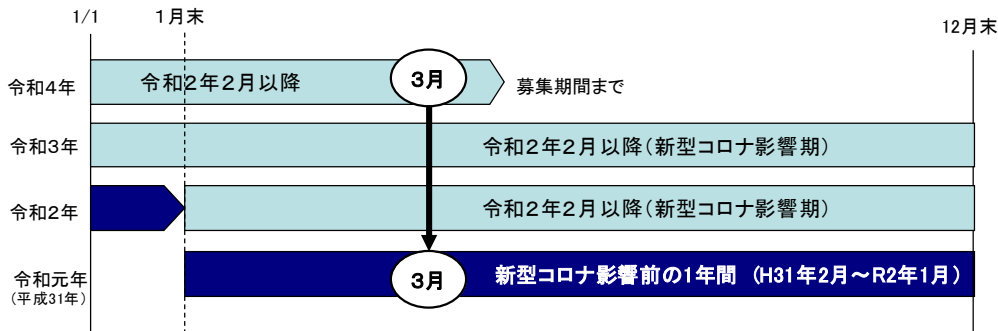 1/1
1月末
12月末
令和4年
令和2年2月以降
3月
募集期間まで
令和3年
令和2年2月以降(新型コロナ影響期)
令和2年
令和2年2月以降(新型コロナ影響期)
令和元年
(平成31年)
3月
新型コロナ影響前の1年間 (H31年2月～R2年1月)